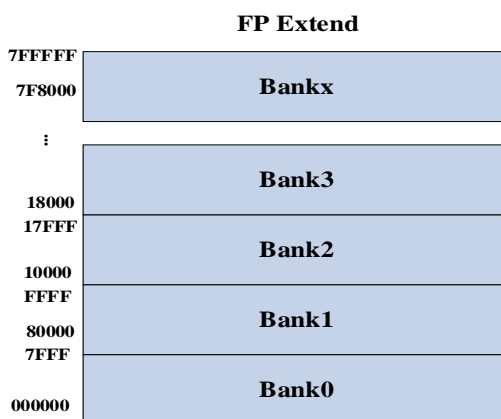 FP Extend
7FFFFF
7F8000
Bankx
...
Bank3
18000
17FFF
Bank2
10000
FFFF
Bank1
80000
7FFF
Bank0
000000